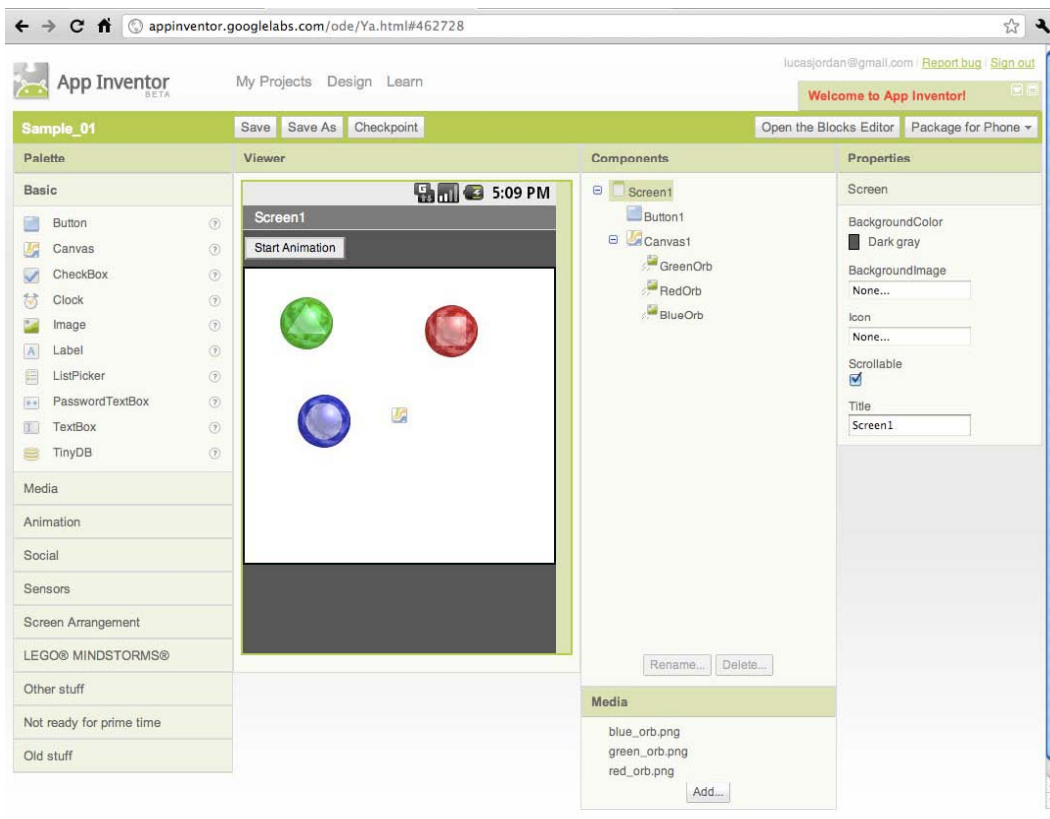 appinventor.googlelabs.com/ode/Ya.html#462728
lucasjordan@gmail.com | Report bug | Sign out
App Inventor
BETA
My Projects Design Learn
Welcome to App Inventor!
Sample_01
Save Save As Checkpoint
Open the Blocks Editor Package for Phone
Palette
Basic
Button
Canvas
CheckBox
Clock
Image
Label
ListPicker
PasswordTextBox
TextBox
TinyDB
Media
Animation
Social
Sensors
Screen Arrangement
LEGO® MINDSTORMS®
Other stuff
Not ready for prime time
Old stuff
Viewer
5:09 PM
Screen1
Start Animation
Components
Screen1
Button1
Canvas1
GreenOrb
RedOrb
BlueOrb
Rename... Delete...
Media
blue_orb.png
green_orb.png
red_orb.png
Add...
Properties
Screen
BackgroundColor
Dark gray
BackgroundImage
None...
Icon
None...
Scrollable
Title
Screen1